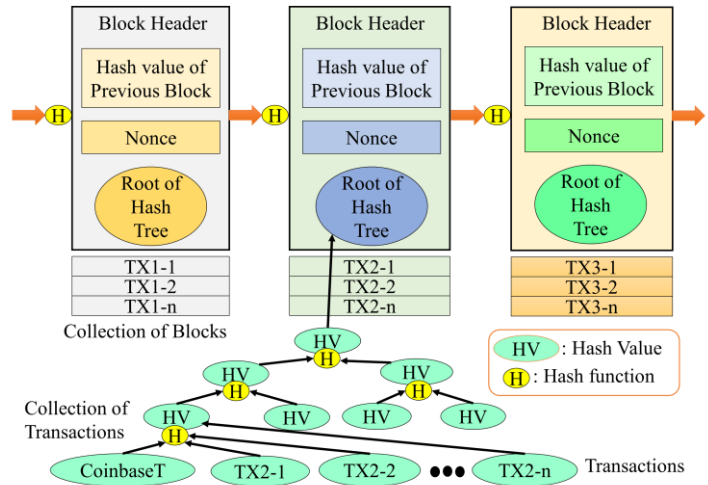 Block Header
Hash value of
Previous Block
Nonce
Root of
Hash
Tree
TX1-1
TX1-2
TX1-n
H
Block Header
Hash value of
Previous Block
Nonce
Root of
Hash
Tree
TX2-1
TX2-2
TX2-n
H
Block Header
Hash value of
Previous Block
Nonce
Root of
Hash
Tree
TX3-1
TX3-2
TX3-n
H
Collection of Blocks
HV
H
HV
H
HV
H
HV : Hash Value
H : Hash function
Collection of
Transactions
HV
H
HV
HV
HV
CoinbaseT
TX2-1
TX2-2
TX2-n
Transactions